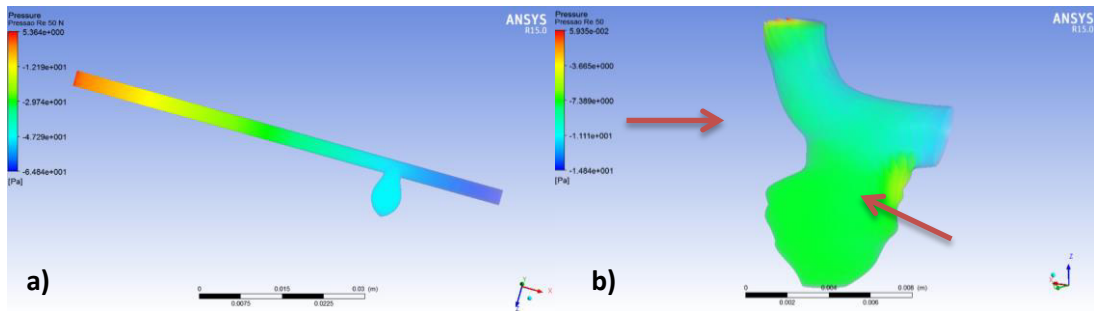 Pressure
Pressao Re 50 N
5.364e+000
-1.219e+001
-2.974e+001
-4.729e+001
-6.484e+001
[Pa]
ANSYS
R15.0
a)
0
0.015
0.03 (m)
0.0075
0.0225
Y
X
Z
Pressure
Pressao Re 50
5.935e-002
-3.665e+000
-7.389e+000
-1.111e+001
-1.484e+001
[Pa]
ANSYS
R15.0
b)
0
0.004
0.008 (m)
0.002
0.006
Z